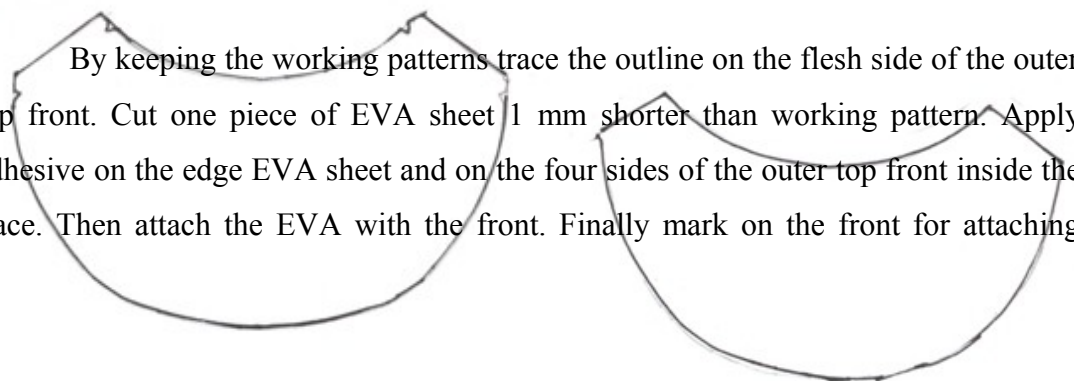 By keeping the working patterns trace the outline on the flesh side of the outer
p front. Cut one piece of EVA sheet 1 mm shorter than working pattern. Apply
dhesive on the edge EVA sheet and on the four sides of the outer top front inside the
ace. Then attach the EVA with the front. Finally mark on the front for attaching